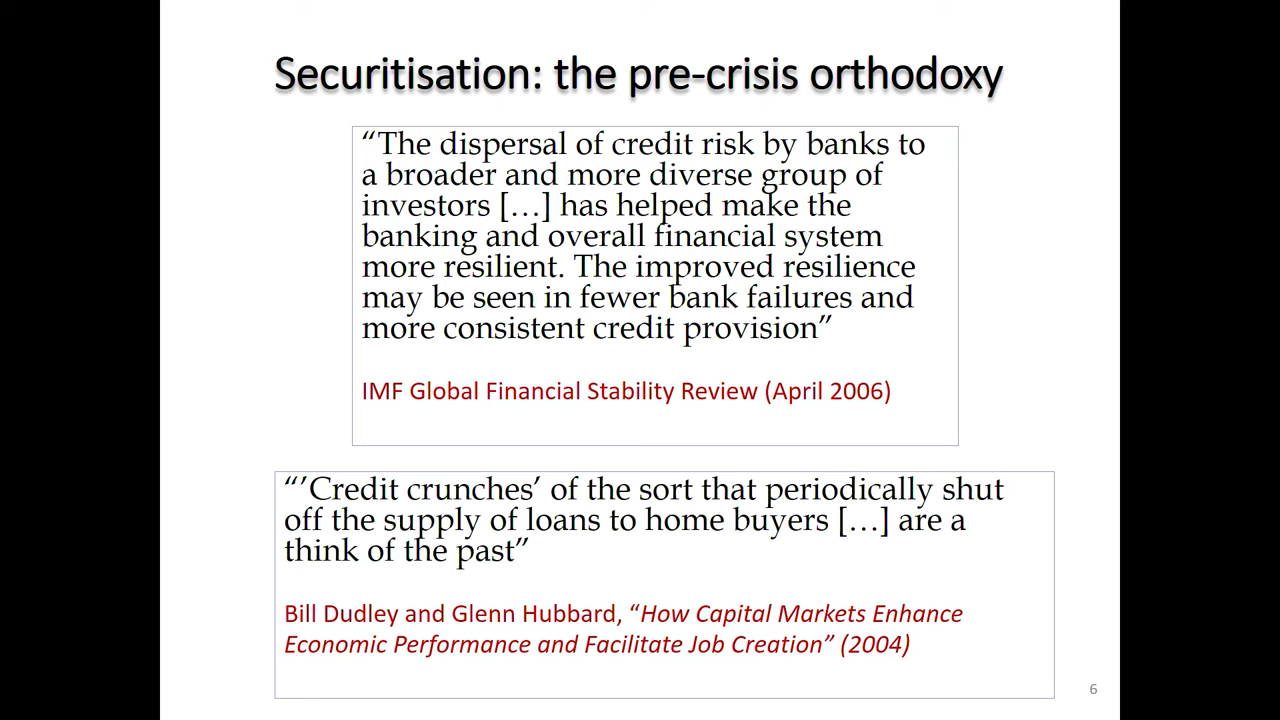 Securitisation: the pre-crisis orthodoxy
“The dispersal of credit risk by banks to
a broader and more diverse group of
investors […] has helped make the
banking and overall financial system
more resilient. The improved resilience
may be seen in fewer bank failures and
more consistent credit provision”
IMF Global Financial Stability Review (April 2006)
“’Credit crunches’ of the sort that periodically shut
off the supply of loans to home buyers […] are a
think of the past”
Bill Dudley and Glenn Hubbard, “How Capital Markets Enhance
Economic Performance and Facilitate Job Creation” (2004)
6